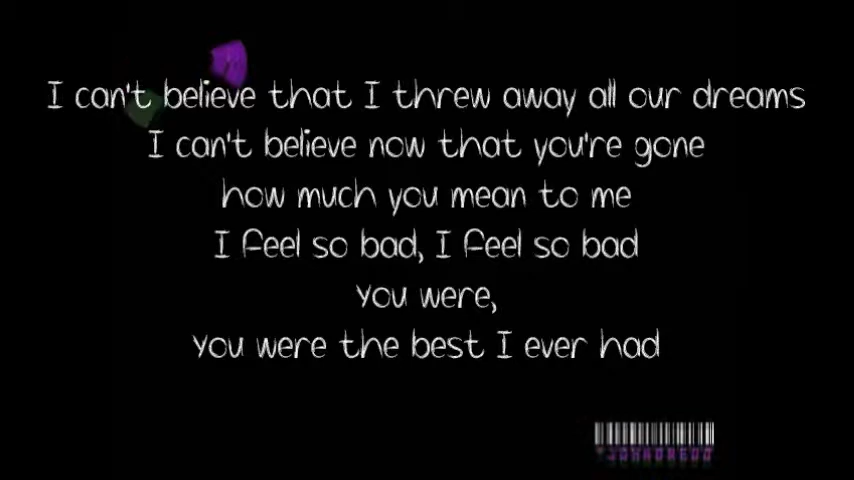 I can't believe that I threw away all our dreams
I can't believe now that you're gone
how much you mean to me
I feel so bad, I feel so bad
You were,
You were the best I ever had